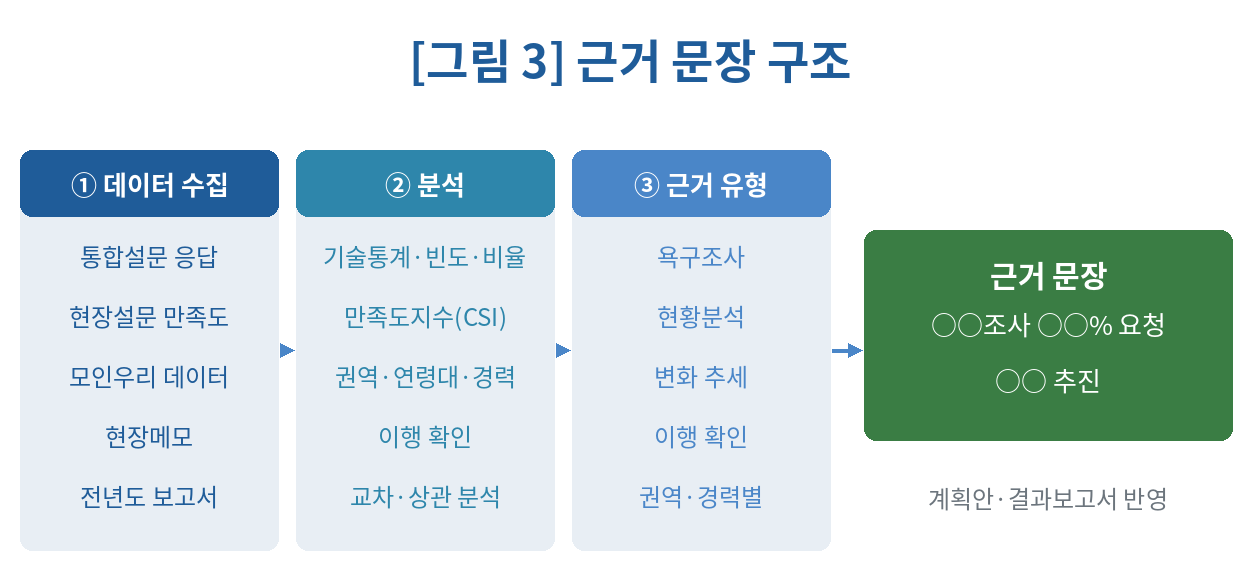 [그림 3] 근거 문장 구조
① 데이터 수집
통합설문 응답
현장설문 만족도
모인우리 데이터
현장메모
전년도 보고서
② 분석
기술통계·빈도·비율
만족도지수(CSI)
권역·연령대·경력
이행 확인
교차·상관 분석
③ 근거 유형
욕구조사
현황분석
변화 추세
이행 확인
권역·경력별
근거 문장
○○조사 ○○% 요청
○○ 추진
계획안·결과보고서 반영